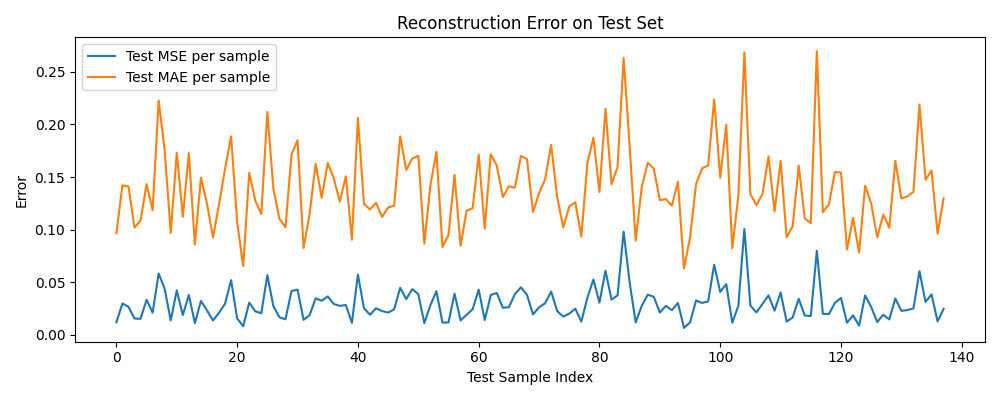 Reconstruction Error on Test Set
Test MSE per sample
Test MAE per sample
Error
0.25
0.20
0.15
0.10
0.05
0.00
0 20 40 60 80 100 120 140
Test Sample Index